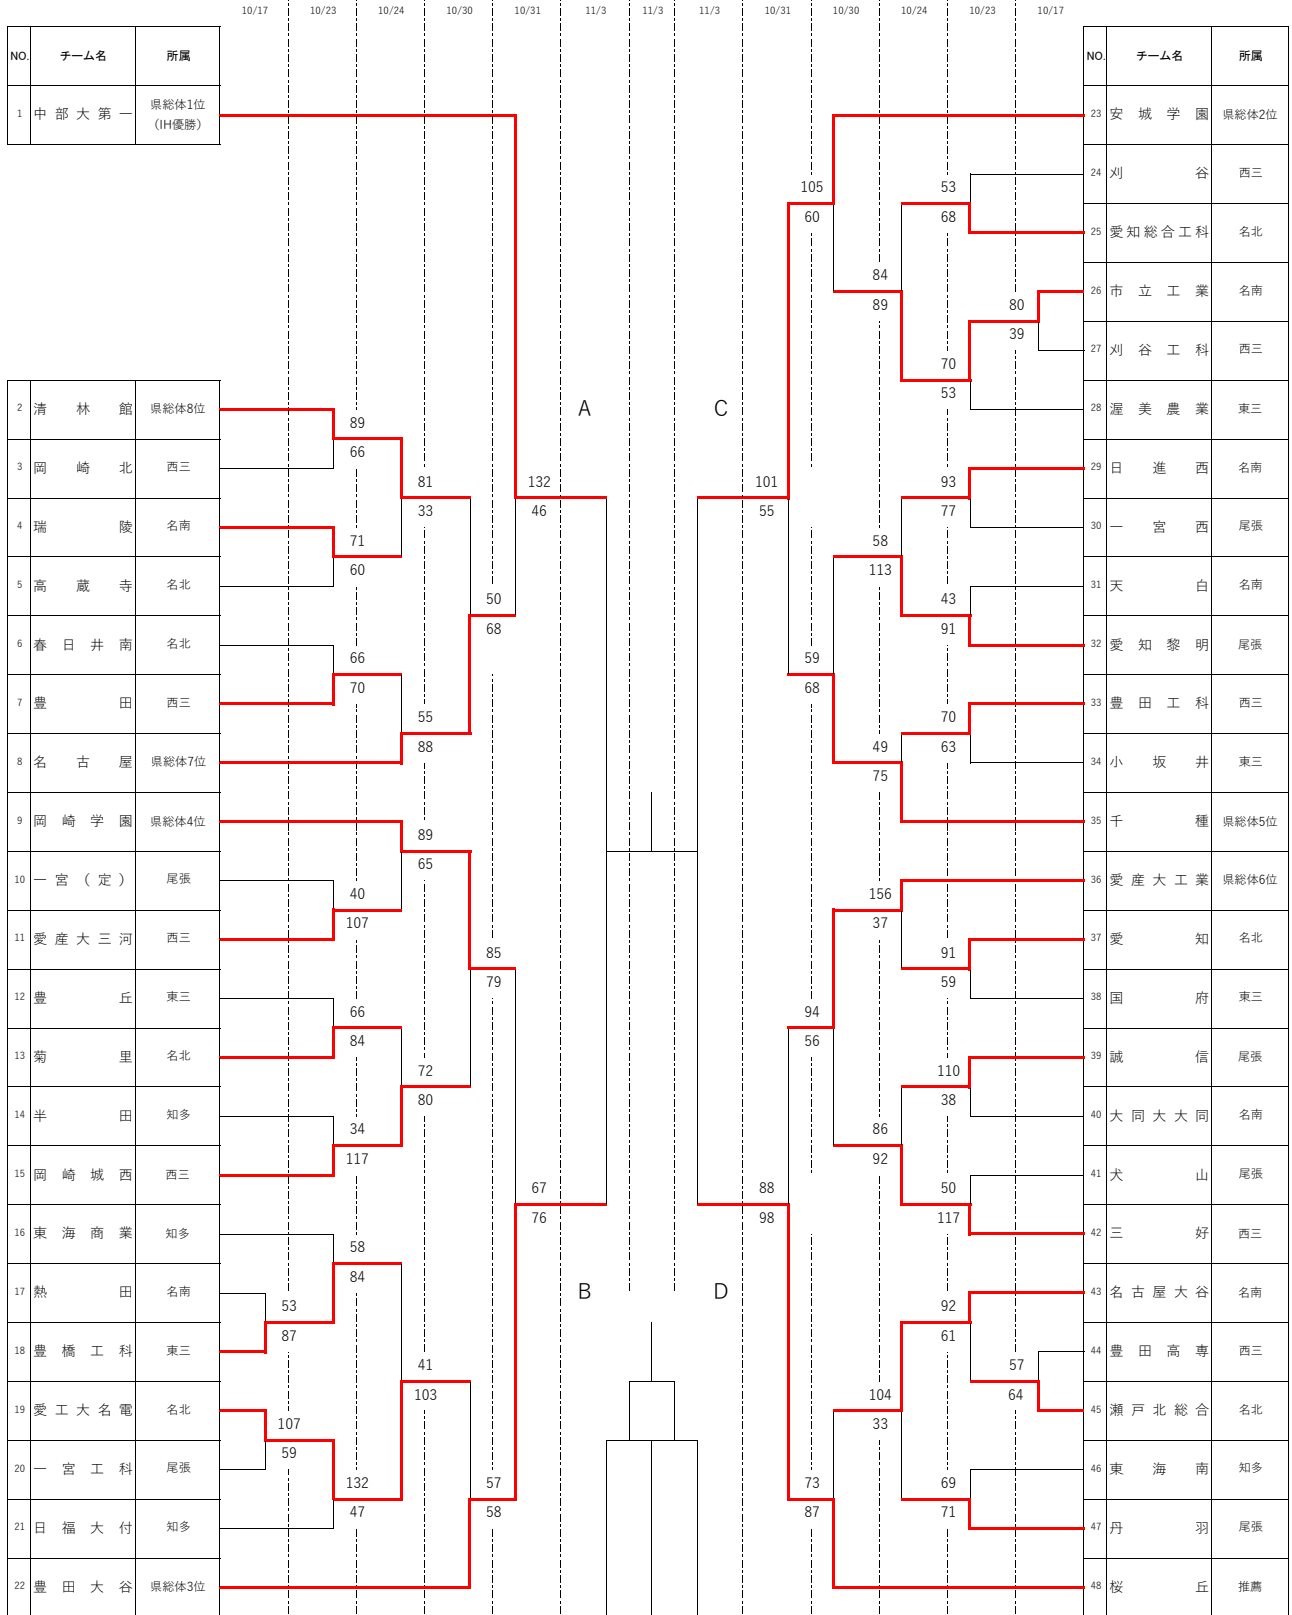 10/17 10/23 10/24 10/30 10/31 11/3 11/3 11/3 10/31 10/30 10/24 10/23 10/17
NO. チーム名 所属
1 中部大第一 県総体1位（IH優勝）
2 清林館 県総体8位
3 岡崎北 西三
4 瑞陵 名南
5 高蔵寺 名北
6 春日井南 名北
7 豊田 西三
8 名古屋 県総体7位
9 岡崎学園 県総体4位
10 一宮（定） 尾張
11 愛産大三河 西三
12 豊丘 東三
13 菊里 名北
14 半田 知多
15 岡崎城西 西三
16 東海商業 知多
17 熱田 名南
18 豊橋工科 東三
19 愛工大名電 名北
20 一宮工科 尾張
21 日福大付 知多
22 豊田大谷 県総体3位
53
87
107
59
89
66
71
60
66
70
40
107
66
84
34
117
58
84
132
47
81
33
55
88
89
65
72
80
41
103
50
68
85
79
57
58
132
46
67
76
A
B
C
D
101
55
88
98
105
60
59
68
94
56
73
87
84
89
58
113
49
75
156
37
86
92
104
33
53
68
70
53
93
77
43
91
70
63
91
59
110
38
50
117
92
61
69
71
80
39
57
64
NO. チーム名 所属
23 安城学園 県総体2位
24 刈谷 西三
25 愛知総合工科 名北
26 市立工業 名南
27 刈谷工科 西三
28 渥美農業 東三
29 日進西 名南
30 一宮西 尾張
31 天白 名南
32 愛知黎明 尾張
33 豊田工科 西三
34 小坂井 東三
35 千種 県総体5位
36 愛産大工業 県総体6位
37 愛知 名北
38 国府 東三
39 誠信 尾張
40 大同大大同 名南
41 犬山 尾張
42 三好 西三
43 名古屋大谷 名南
44 豊田高専 西三
45 瀬戸北総合 名北
46 東海南 知多
47 丹羽 尾張
48 桜丘 推薦